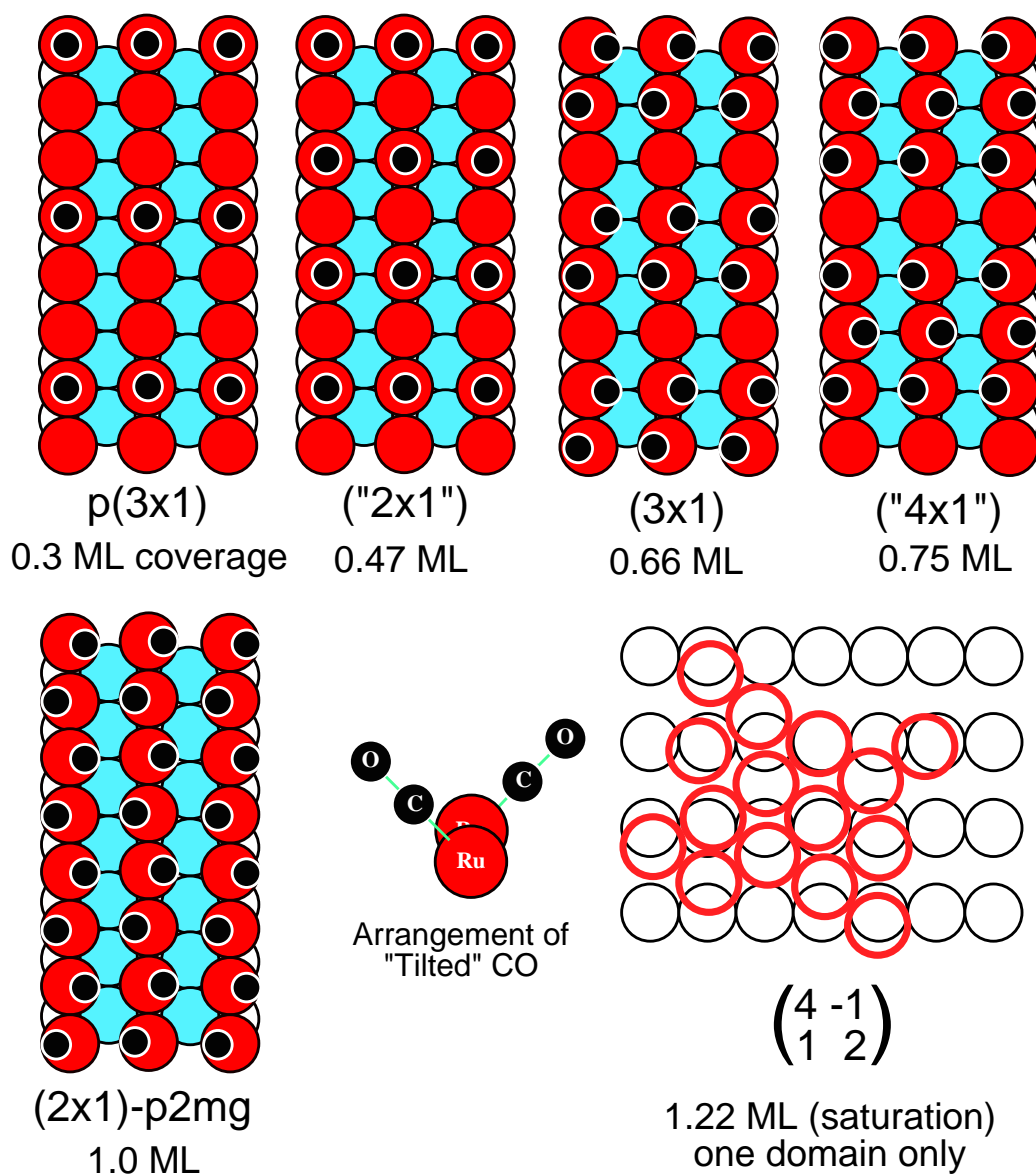 p(3x1)
0.3 ML coverage
("2x1")
0.47 ML
(3x1)
0.66 ML
("4x1")
0.75 ML
(2x1)-p2mg
1.0 ML
O
C
O
C
Ru
Arrangement of
"Tilted" CO
(4 -1
1 2)
1.22 ML (saturation)
one domain only